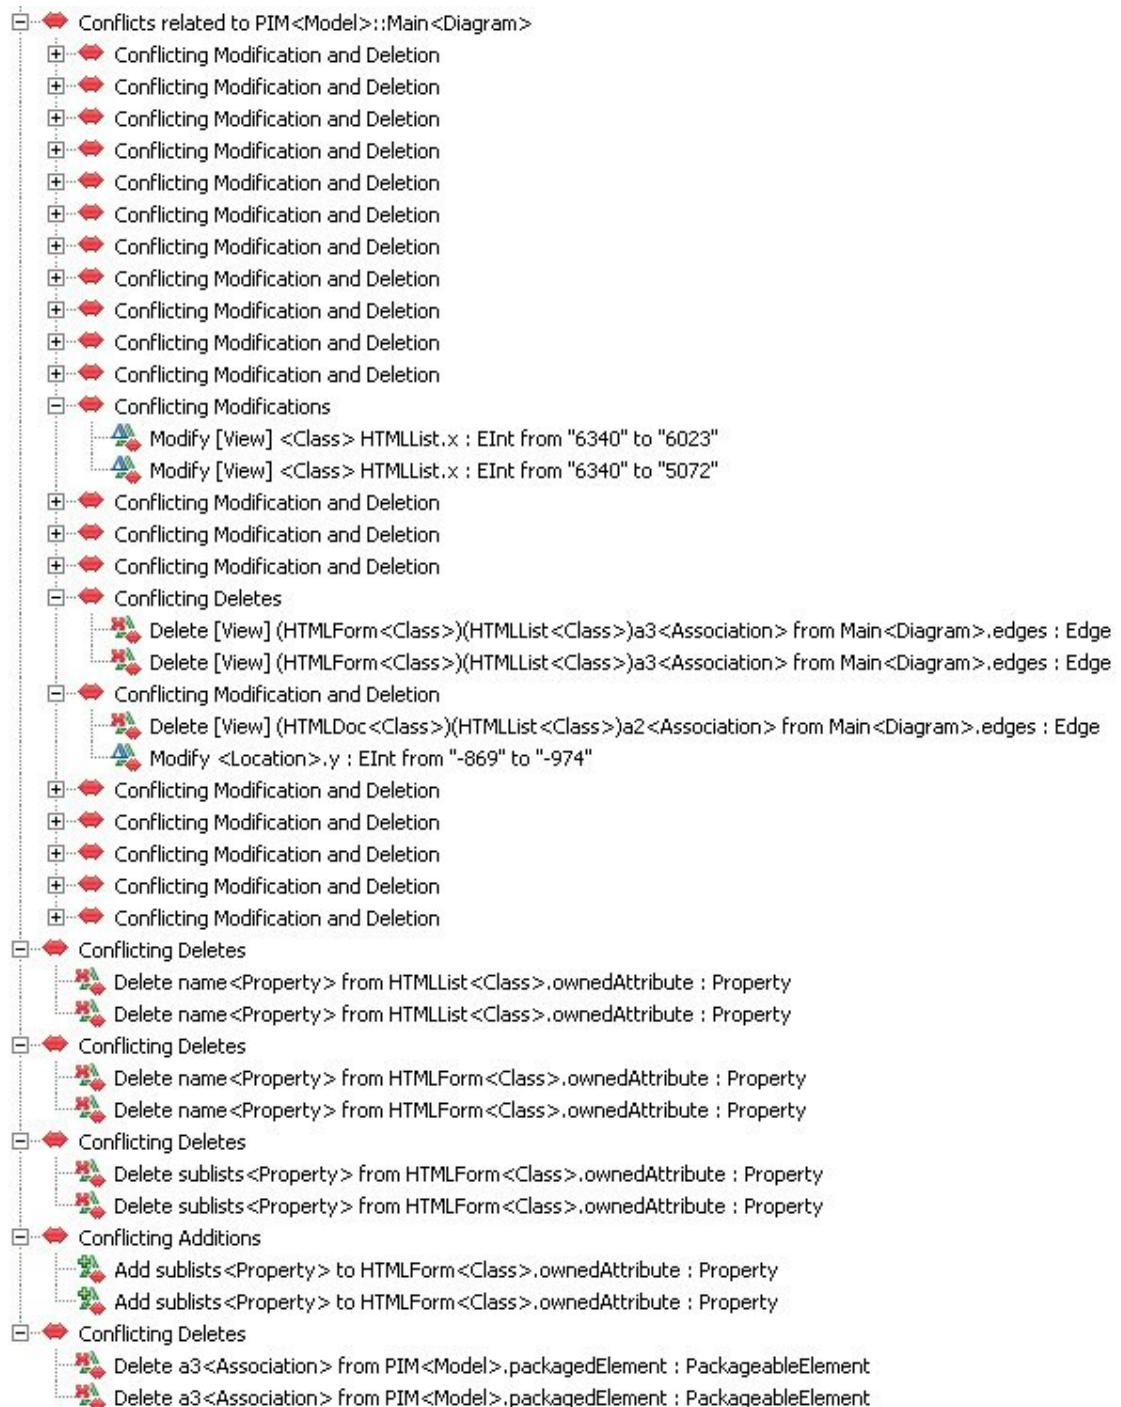 Conflicts related to PIM<Model>::Main<Diagram>
Conflicting Modification and Deletion
Conflicting Modification and Deletion
Conflicting Modification and Deletion
Conflicting Modification and Deletion
Conflicting Modification and Deletion
Conflicting Modification and Deletion
Conflicting Modification and Deletion
Conflicting Modification and Deletion
Conflicting Modification and Deletion
Conflicting Modification and Deletion
Conflicting Modification and Deletion
Conflicting Modifications
Modify [View] <Class> HTMLList.x : EInt from "6340" to "6023"
Modify [View] <Class> HTMLList.x : EInt from "6340" to "5072"
Conflicting Modification and Deletion
Conflicting Modification and Deletion
Conflicting Modification and Deletion
Conflicting Deletes
Delete [View] (HTMLForm<Class>)(HTMLList<Class>)a3<Association> from Main<Diagram>.edges : Edge
Delete [View] (HTMLForm<Class>)(HTMLList<Class>)a3<Association> from Main<Diagram>.edges : Edge
Conflicting Modification and Deletion
Delete [View] (HTMLDoc<Class>)(HTMLList<Class>)a2<Association> from Main<Diagram>.edges : Edge
Modify <Location>.y : EInt from "-869" to "-974"
Conflicting Modification and Deletion
Conflicting Modification and Deletion
Conflicting Modification and Deletion
Conflicting Modification and Deletion
Conflicting Modification and Deletion
Conflicting Deletes
Delete name<Property> from HTMLList<Class>.ownedAttribute : Property
Delete name<Property> from HTMLList<Class>.ownedAttribute : Property
Conflicting Deletes
Delete name<Property> from HTMLForm<Class>.ownedAttribute : Property
Delete name<Property> from HTMLForm<Class>.ownedAttribute : Property
Conflicting Deletes
Delete sublists<Property> from HTMLForm<Class>.ownedAttribute : Property
Delete sublists<Property> from HTMLForm<Class>.ownedAttribute : Property
Conflicting Additions
Add sublists<Property> to HTMLForm<Class>.ownedAttribute : Property
Add sublists<Property> to HTMLForm<Class>.ownedAttribute : Property
Conflicting Deletes
Delete a3<Association> from PIM<Model>.packagedElement : PackageableElement
Delete a3<Association> from PIM<Model>.packagedElement : PackageableElement